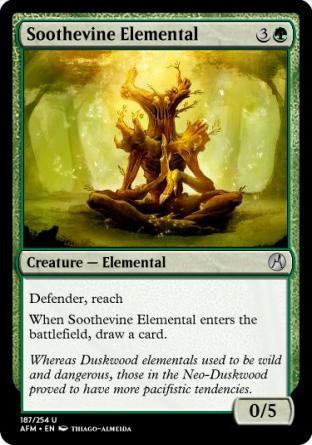 Soothevine Elemental 3
Creature — Elemental
Defender, reach
When Soothevine Elemental enters the
battlefield, draw a card.
Whereas Duskwood elementals used to be wild
and dangerous, those in the Neo-Duskwood
proved to have more pacifistic tendencies.
0/5
187/254 U
AFM • EN THIAGO-ALMEIDA